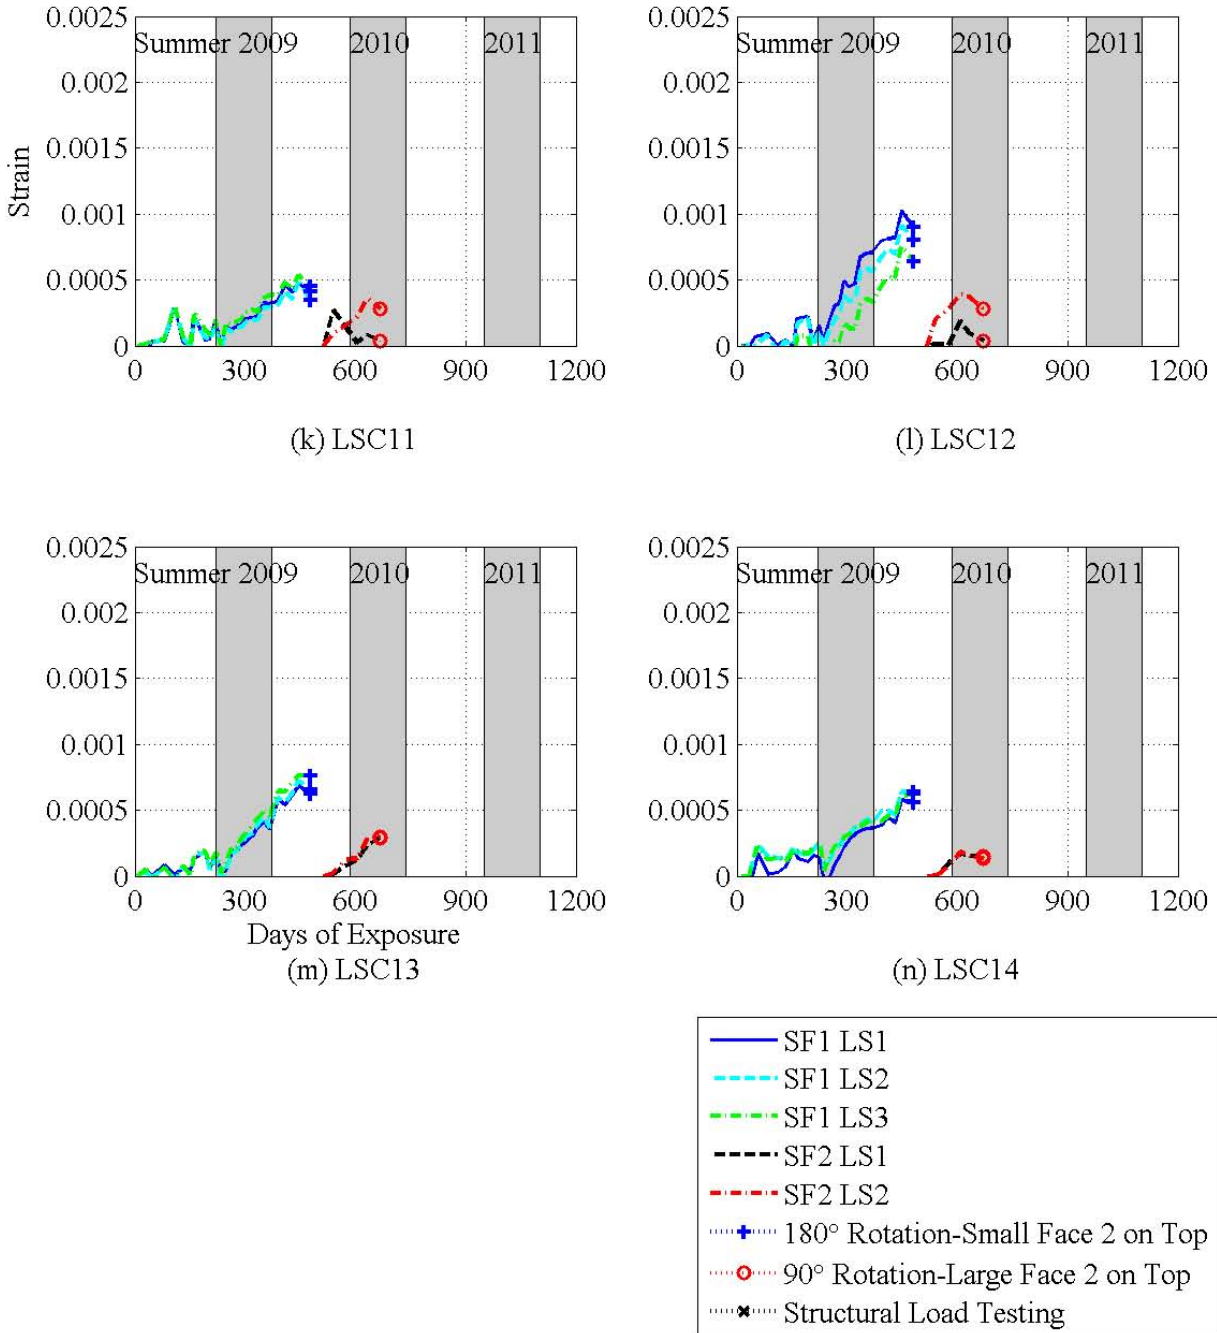 0.0025
Summer 2009
2010
2011
0.002
0.0015
0.001
0.0005
0
0
300
600
900
1200
Strain
(k) LSC11
0.0025
Summer 2009
2010
2011
0.002
0.0015
0.001
0.0005
0
0
300
600
900
1200
(l) LSC12
0.0025
Summer 2009
2010
2011
0.002
0.0015
0.001
0.0005
0
0
300
600
900
1200
Days of Exposure
(m) LSC13
0.0025
Summer 2009
2010
2011
0.002
0.0015
0.001
0.0005
0
0
300
600
900
1200
(n) LSC14
SF1 LS1
SF1 LS2
SF1 LS3
SF2 LS1
SF2 LS2
180° Rotation-Small Face 2 on Top
90° Rotation-Large Face 2 on Top
Structural Load Testing